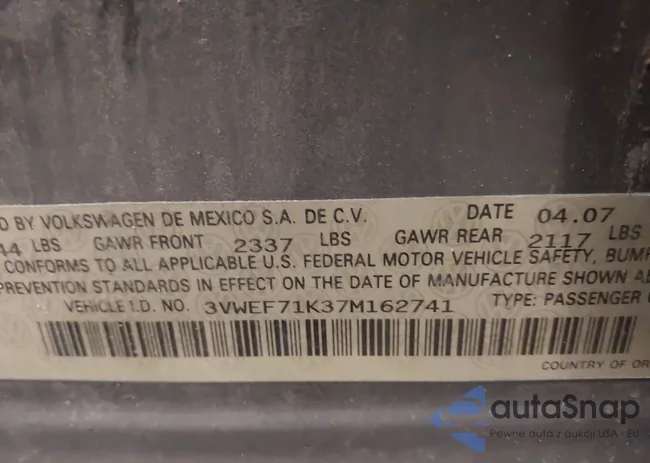 D BY VOLKSWAGEN DE MEXICO S.A. DE C.V. DATE 04.07
44 LBS GAWR FRONT 2337 LBS GAWR REAR 2117 LBS
CONFORMS TO ALL APPLICABLE U.S. FEDERAL MOTOR VEHICLE SAFETY, BUMP
PREVENTION STANDARDS IN EFFECT ON THE DATE OF MANUFACTURE SHOWN AB
VEHICLE I.D. NO. 3VWEF71K37M162741 TYPE: PASSENGER
COUNTRY OF OR
autaSnap
Pewne auta z aukcji USA i EU